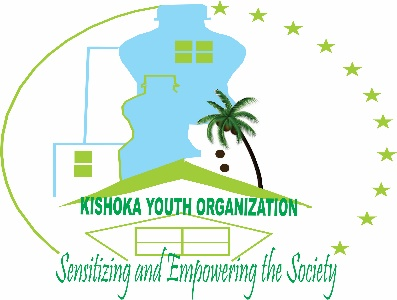 KISHOKA YOUTH ORGANIZATION
Sensitizing and Empowering the Society